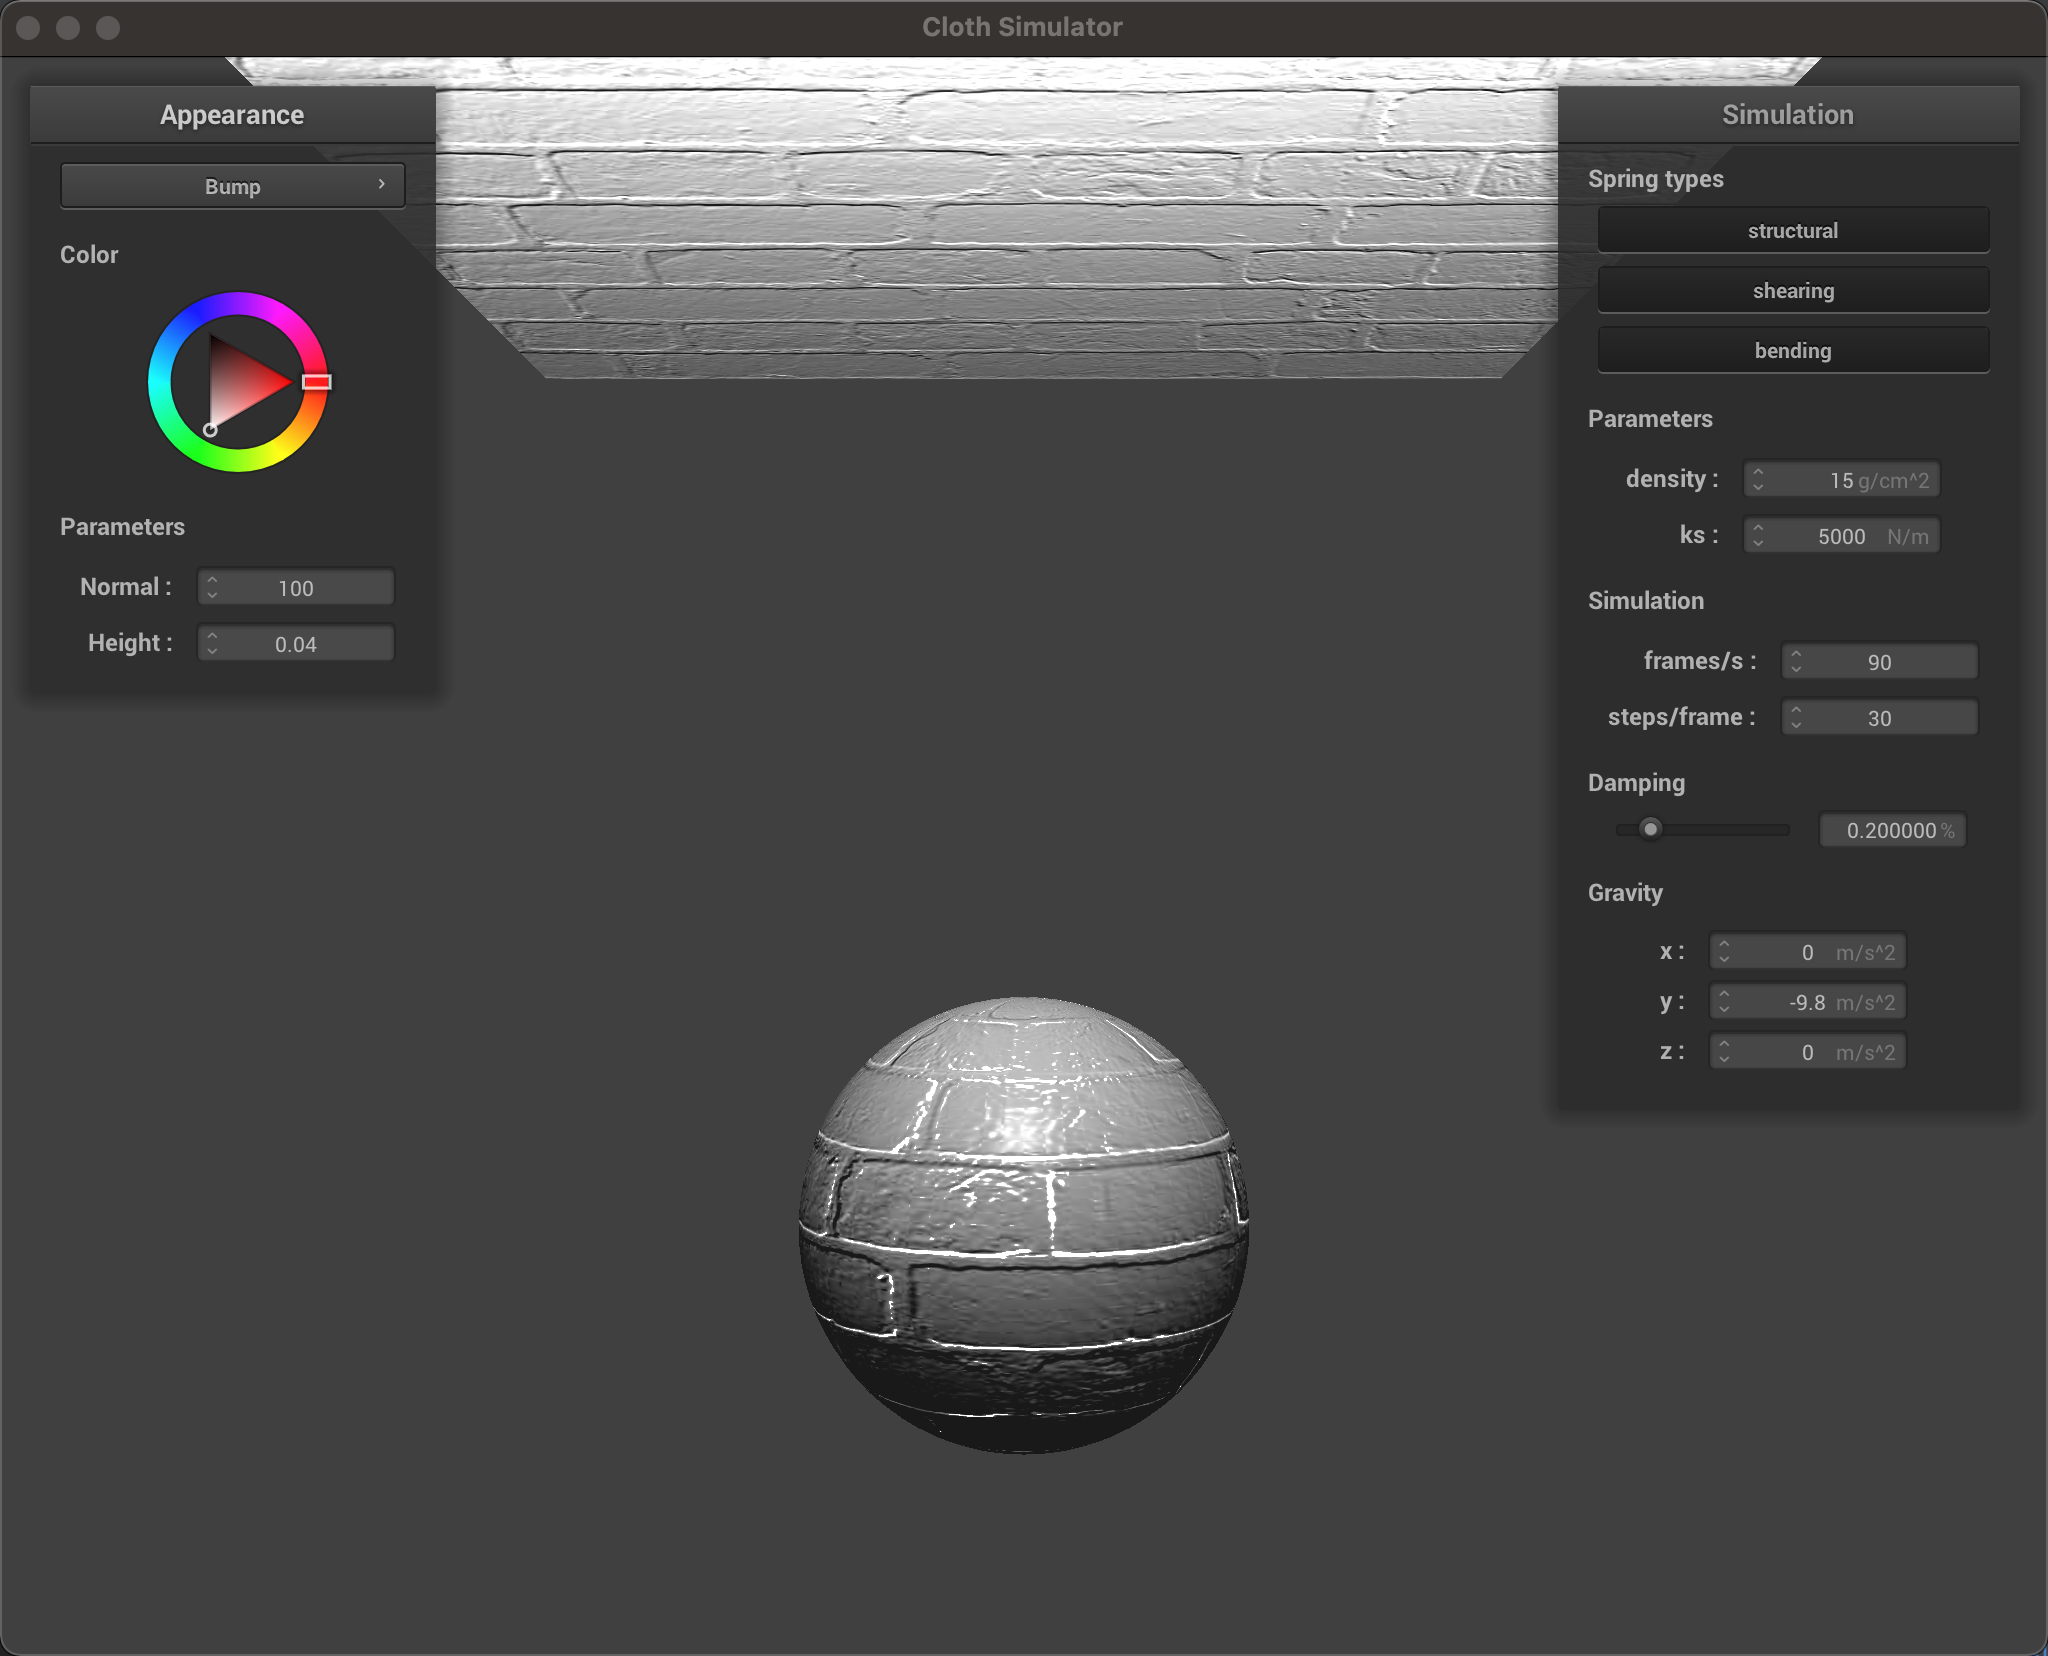 Cloth Simulator
Appearance
Bump
Color
Parameters
Normal : 100
Height : 0.04
Simulation
Spring types
structural
shearing
bending
Parameters
density : 15 g/cm^2
ks : 5000 N/m
Simulation
frames/s : 90
steps/frame : 30
Damping
0.200000 %
Gravity
x : 0 m/s^2
y : -9.8 m/s^2
z : 0 m/s^2